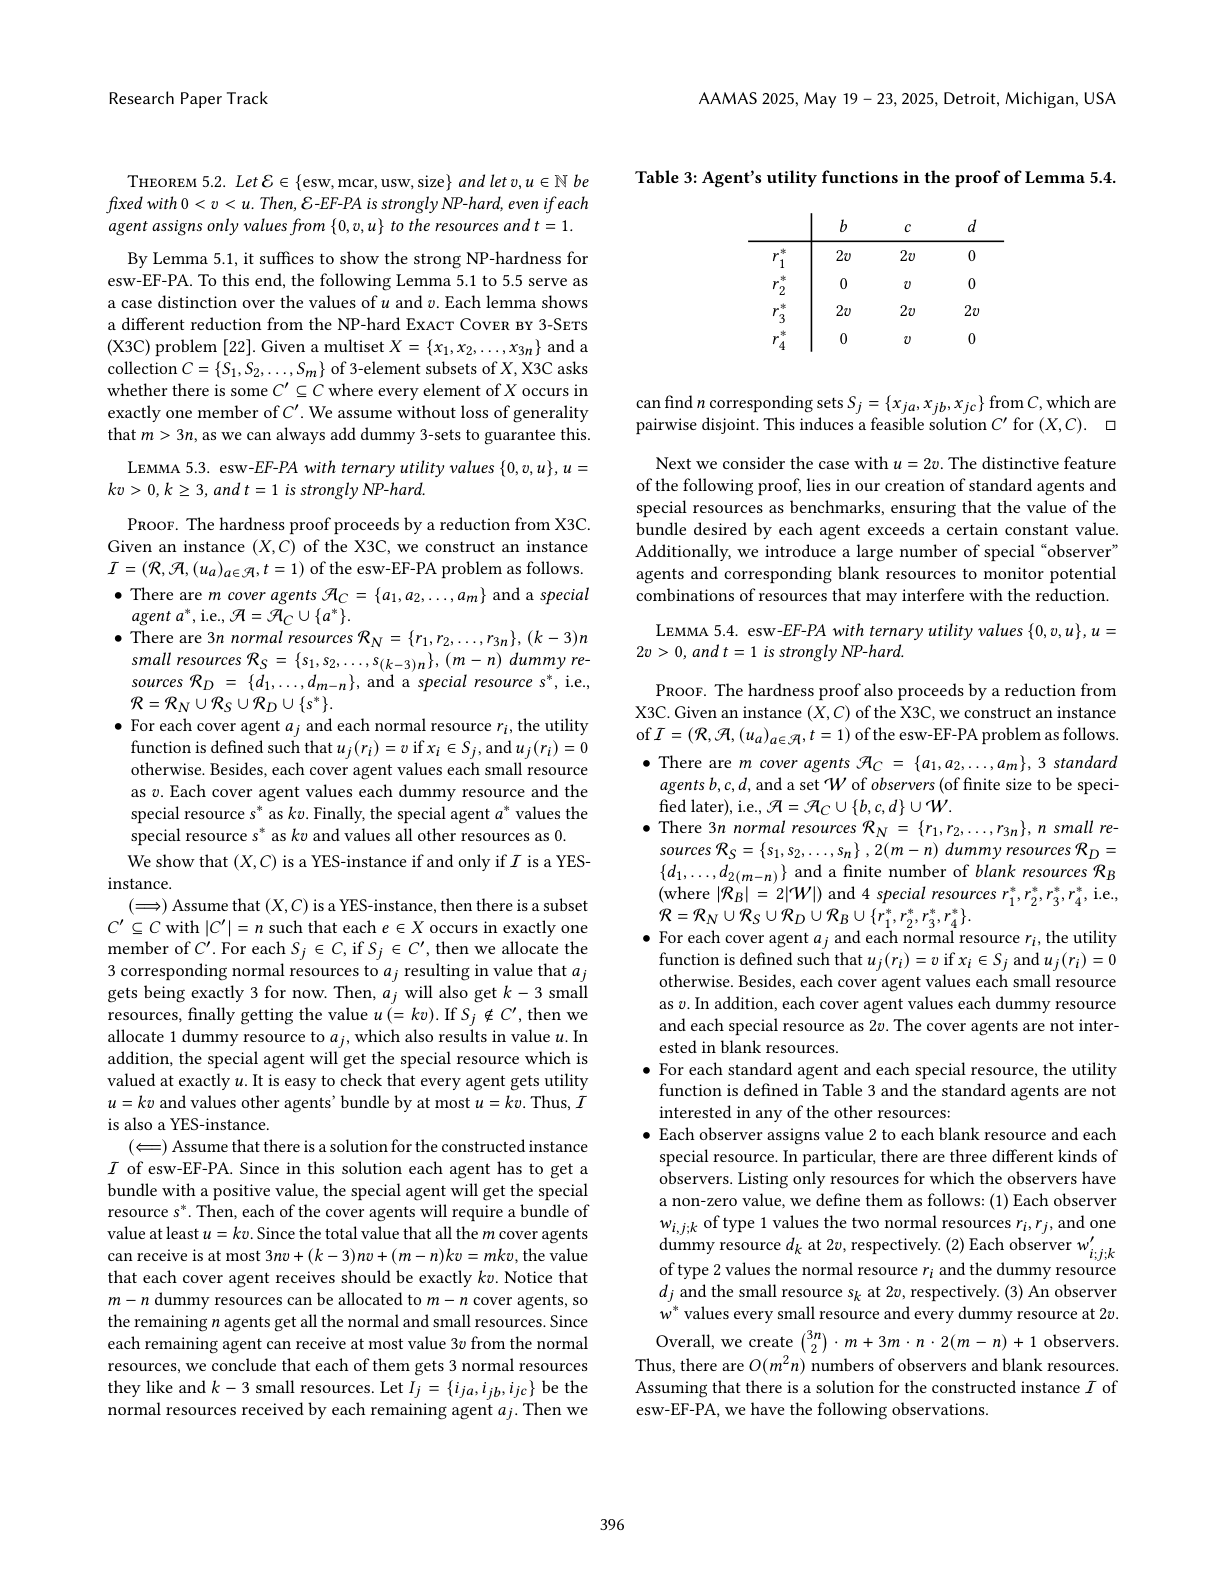 Research Paper Track
AAMAS 2025, May 19 – 23, 2025, Detroit, Michigan, USA
Theorem 5.2. Let ℰ ∈ {esw, mcar, usw, size} and let v, u ∈ ℕ be
fixed with 0 < v < u. Then, ℰ-EF-PA is strongly NP-hard, even if each
agent assigns only values from {0, v, u} to the resources and t = 1.
By Lemma 5.1, it suffices to show the strong NP-hardness for
esw-EF-PA. To this end, the following Lemma 5.1 to 5.5 serve as
a case distinction over the values of u and v. Each lemma shows
a different reduction from the NP-hard Exact Cover by 3-Sets
(X3C) problem [22]. Given a multiset X = {x₁, x₂, . . . , x₃ₙ} and a
collection C = {S₁, S₂, . . . , Sₘ} of 3-element subsets of X, X3C asks
whether there is some C′ ⊆ C where every element of X occurs in
exactly one member of C′. We assume without loss of generality
that m > 3n, as we can always add dummy 3-sets to guarantee this.
Lemma 5.3. esw-EF-PA with ternary utility values {0, v, u}, u =
kv > 0, k ≥ 3, and t = 1 is strongly NP-hard.
Proof. The hardness proof proceeds by a reduction from X3C.
Given an instance (X, C) of the X3C, we construct an instance
ℐ = (ℛ, 𝒜, (uₐ)ₐ∈𝒜, t = 1) of the esw-EF-PA problem as follows.
• There are m cover agents 𝒜_C = {a₁, a₂, . . . , aₘ} and a special
agent a*, i.e., 𝒜 = 𝒜_C ∪ {a*}.
• There are 3n normal resources ℛ_N = {r₁, r₂, . . . , r₃ₙ}, (k − 3)n
small resources ℛ_S = {s₁, s₂, . . . , s₍ₖ₋₃₎ₙ}, (m − n) dummy re-
sources ℛ_D = {d₁, . . . , dₘ₋ₙ}, and a special resource s*, i.e.,
ℛ = ℛ_N ∪ ℛ_S ∪ ℛ_D ∪ {s*}.
• For each cover agent aⱼ and each normal resource rᵢ, the utility
function is defined such that uⱼ(rᵢ) = v if xᵢ ∈ Sⱼ, and uⱼ(rᵢ) = 0
otherwise. Besides, each cover agent values each small resource
as v. Each cover agent values each dummy resource and the
special resource s* as kv. Finally, the special agent a* values the
special resource s* as kv and values all other resources as 0.
We show that (X, C) is a YES-instance if and only if ℐ is a YES-
instance.
(⟹) Assume that (X, C) is a YES-instance, then there is a subset
C′ ⊆ C with |C′| = n such that each e ∈ X occurs in exactly one
member of C′. For each Sⱼ ∈ C, if Sⱼ ∈ C′, then we allocate the
3 corresponding normal resources to aⱼ resulting in value that aⱼ
gets being exactly 3 for now. Then, aⱼ will also get k − 3 small
resources, finally getting the value u (= kv). If Sⱼ ∉ C′, then we
allocate 1 dummy resource to aⱼ, which also results in value u. In
addition, the special agent will get the special resource which is
valued at exactly u. It is easy to check that every agent gets utility
u = kv and values other agents’ bundle by at most u = kv. Thus, ℐ
is also a YES-instance.
(⟸) Assume that there is a solution for the constructed instance
ℐ of esw-EF-PA. Since in this solution each agent has to get a
bundle with a positive value, the special agent will get the special
resource s*. Then, each of the cover agents will require a bundle of
value at least u = kv. Since the total value that all the m cover agents
can receive is at most 3nv + (k − 3)nv + (m − n)kv = mkv, the value
that each cover agent receives should be exactly kv. Notice that
m − n dummy resources can be allocated to m − n cover agents, so
the remaining n agents get all the normal and small resources. Since
each remaining agent can receive at most value 3v from the normal
resources, we conclude that each of them gets 3 normal resources
they like and k − 3 small resources. Let Iⱼ = {i_ja, i_jb, i_jc} be the
normal resources received by each remaining agent aⱼ. Then we
Table 3: Agent’s utility functions in the proof of Lemma 5.4.
b c d
r₁* 2v 2v 0
r₂* 0 v 0
r₃* 2v 2v 2v
r₄* 0 v 0
can find n corresponding sets Sⱼ = {x_ja, x_jb, x_jc} from C, which are
pairwise disjoint. This induces a feasible solution C′ for (X, C). □
Next we consider the case with u = 2v. The distinctive feature
of the following proof, lies in our creation of standard agents and
special resources as benchmarks, ensuring that the value of the
bundle desired by each agent exceeds a certain constant value.
Additionally, we introduce a large number of special “observer”
agents and corresponding blank resources to monitor potential
combinations of resources that may interfere with the reduction.
Lemma 5.4. esw-EF-PA with ternary utility values {0, v, u}, u =
2v > 0, and t = 1 is strongly NP-hard.
Proof. The hardness proof also proceeds by a reduction from
X3C. Given an instance (X, C) of the X3C, we construct an instance
of ℐ = (ℛ, 𝒜, (uₐ)ₐ∈𝒜, t = 1) of the esw-EF-PA problem as follows.
• There are m cover agents 𝒜_C = {a₁, a₂, . . . , aₘ}, 3 standard
agents b, c, d, and a set 𝒲 of observers (of finite size to be speci-
fied later), i.e., 𝒜 = 𝒜_C ∪ {b, c, d} ∪ 𝒲.
• There 3n normal resources ℛ_N = {r₁, r₂, . . . , r₃ₙ}, n small re-
sources ℛ_S = {s₁, s₂, . . . , sₙ} , 2(m − n) dummy resources ℛ_D =
{d₁, . . . , d₂₍ₘ₋ₙ₎} and a finite number of blank resources ℛ_B
(where |ℛ_B| = 2|𝒲|) and 4 special resources r₁*, r₂*, r₃*, r₄*, i.e.,
ℛ = ℛ_N ∪ ℛ_S ∪ ℛ_D ∪ ℛ_B ∪ {r₁*, r₂*, r₃*, r₄*}.
• For each cover agent aⱼ and each normal resource rᵢ, the utility
function is defined such that uⱼ(rᵢ) = v if xᵢ ∈ Sⱼ and uⱼ(rᵢ) = 0
otherwise. Besides, each cover agent values each small resource
as v. In addition, each cover agent values each dummy resource
and each special resource as 2v. The cover agents are not inter-
ested in blank resources.
• For each standard agent and each special resource, the utility
function is defined in Table 3 and the standard agents are not
interested in any of the other resources:
• Each observer assigns value 2 to each blank resource and each
special resource. In particular, there are three different kinds of
observers. Listing only resources for which the observers have
a non-zero value, we define them as follows: (1) Each observer
w_{i,j;k} of type 1 values the two normal resources rᵢ, rⱼ, and one
dummy resource dₖ at 2v, respectively. (2) Each observer w′_{i;j;k}
of type 2 values the normal resource rᵢ and the dummy resource
dⱼ and the small resource sₖ at 2v, respectively. (3) An observer
w* values every small resource and every dummy resource at 2v.
Overall, we create (3n 2) · m + 3m · n · 2(m − n) + 1 observers.
Thus, there are O(m²n) numbers of observers and blank resources.
Assuming that there is a solution for the constructed instance ℐ of
esw-EF-PA, we have the following observations.
396